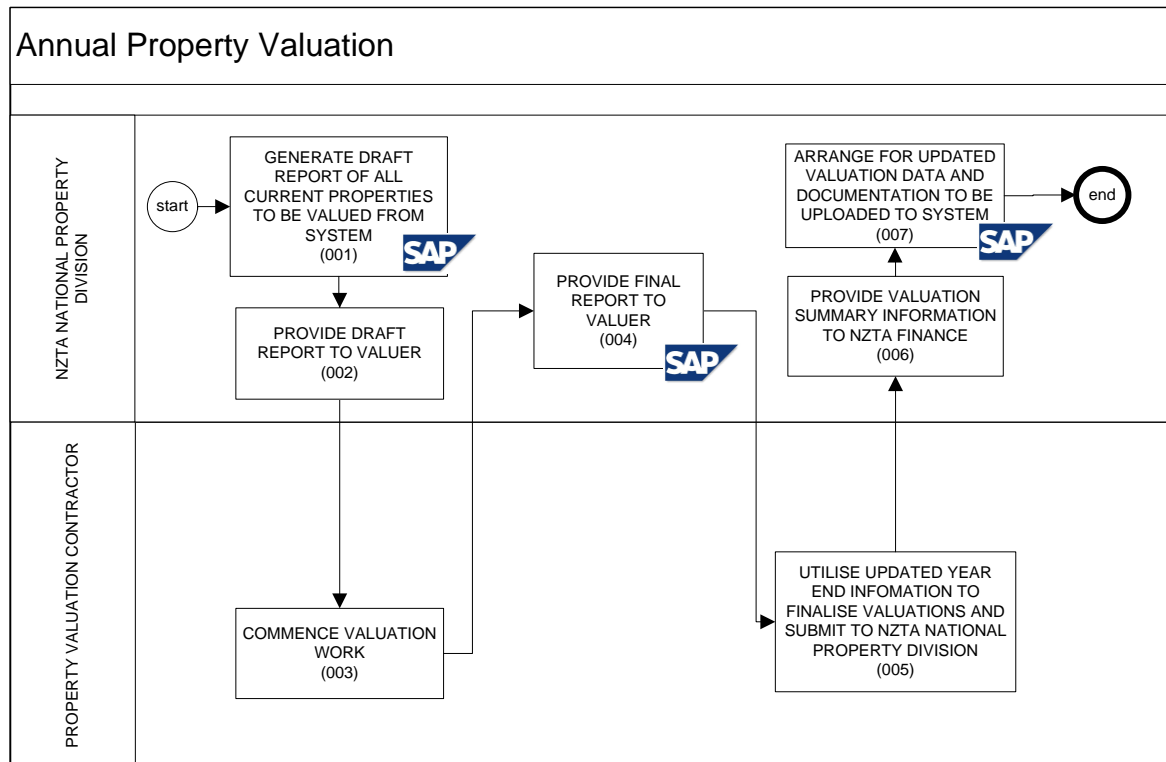 Annual Property Valuation
NZTA NATIONAL PROPERTY
DIVISION
start
GENERATE DRAFT
REPORT OF ALL
CURRENT PROPERTIES
TO BE VALUED FROM
SYSTEM
(001)
SAP
PROVIDE DRAFT
REPORT TO VALUER
(002)
PROVIDE FINAL
REPORT TO
VALUER
(004)
SAP
ARRANGE FOR UPDATED
VALUATION DATA AND
DOCUMENTATION TO BE
UPLOADED TO SYSTEM
(007)
SAP
end
PROVIDE VALUATION
SUMMARY INFORMATION
TO NZTA FINANCE
(006)
PROPERTY VALUATION CONTRACTOR
COMMENCE VALUATION
WORK
(003)
UTILISE UPDATED YEAR
END INFOMATION TO
FINALISE VALUATIONS AND
SUBMIT TO NZTA NATIONAL
PROPERTY DIVISION
(005)